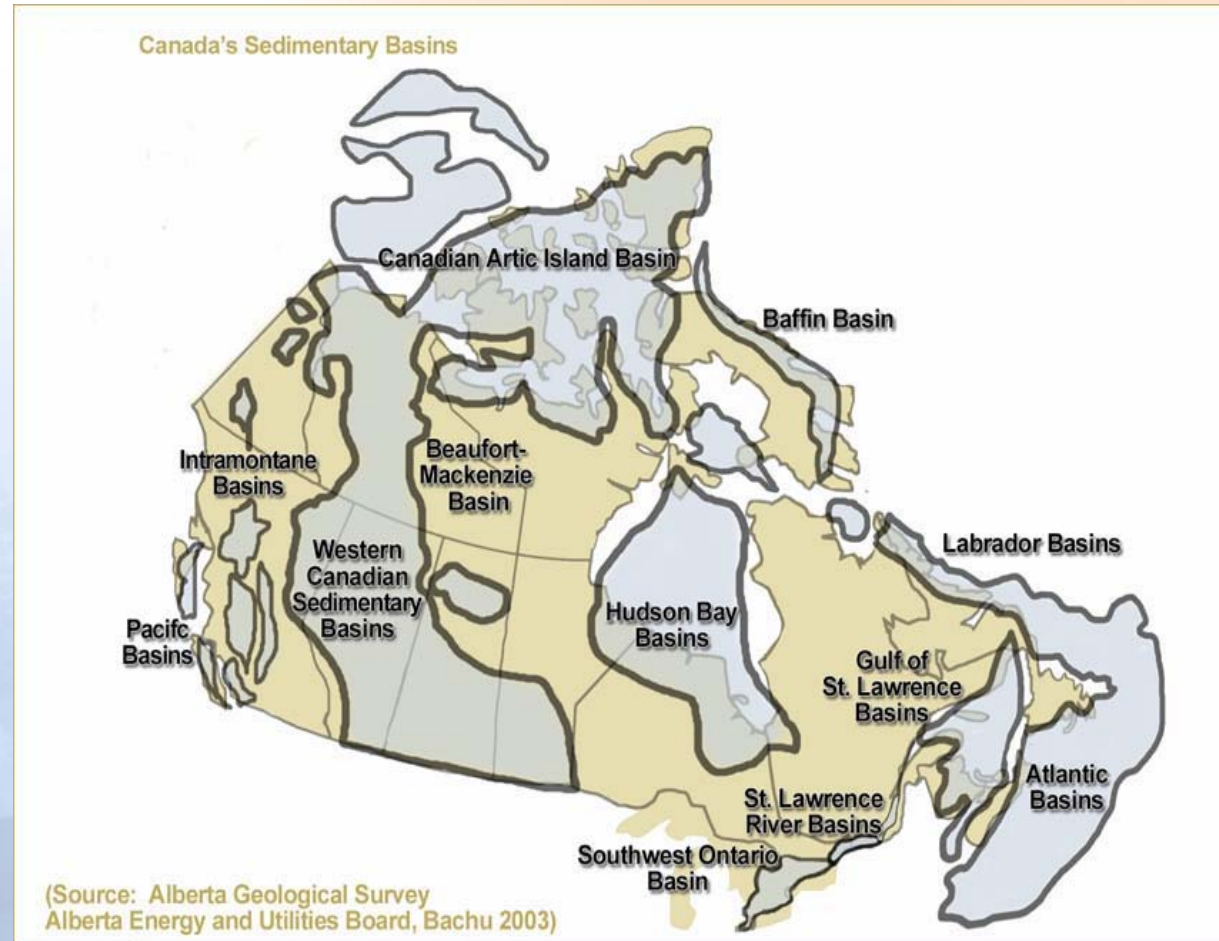 Canada's Sedimentary Basins
Canadian Artic Island Basin
Baffin Basin
Intramontane
Basins
Beaufort-
Mackenzie
Basin
Western
Canadian
Sedimentary
Basins
Labrador Basins
Hudson Bay
Basins
Pacifc
Basins
Gulf of
St. Lawrence
Basins
Atlantic
Basins
St. Lawrence
River Basins
Southwest Ontario
Basin
(Source: Alberta Geological Survey
Alberta Energy and Utilities Board, Bachu 2003)